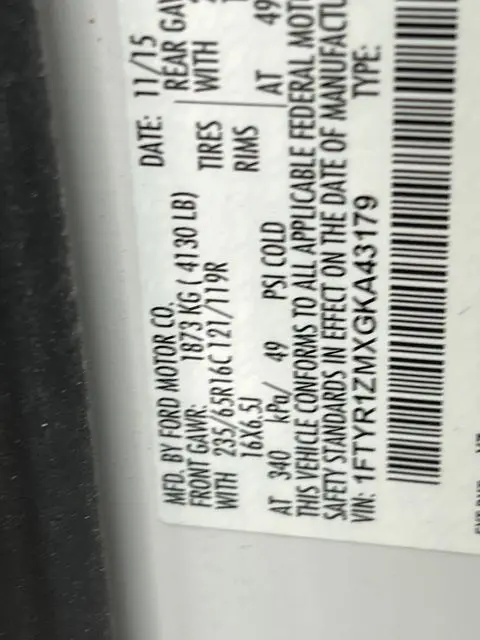 MFD. BY FORD MOTOR CO. DATE: 11/15
FRONT GAWR: 1873 KG ( 4130 LB) REAR GAW
WITH 235/65R16C 121/119R TIRES WITH
16X6.5J RIMS
AT 340 kPa/ 49 PSI COLD AT 49
THIS VEHICLE CONFORMS TO ALL APPLICABLE FEDERAL MOT
SAFETY STANDARDS IN EFFECT ON THE DATE OF MANUFACTU
VIN: 1FTYR1ZMXGKA43179 TYPE: